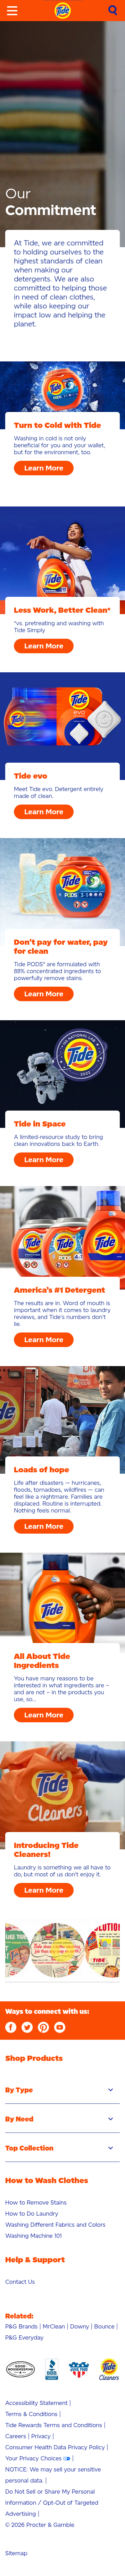 Tide
Our
Commitment
At Tide, we are committed
to holding ourselves to the
highest standards of clean
when making our
detergents. We are also
committed to helping those
in need of clean clothes,
while also keeping our
impact low and helping the
planet.
Tide
Turn to Cold with Tide
Washing in cold is not only
beneficial for you and your laundry,
but for the environment, too.
Learn More
Tide
Less Work, Better Clean*
*vs. pretreating and washing with
Tide Simply
Learn More
Tide
Tide evo
Meet Tide evo. Detergent entirely
made of clean.
Learn More
Tide
PODS
Don't pay for water, pay
for clean
Tide PODS® are formulated with
88% concentrated ingredients to
powerfully remove stains.
Learn More
Tide
Tide in Space
A limited-resource study to bring
clean innovations back to Earth.
Learn More
Tide
America's #1 Detergent
The results are in. Word of mouth is
important when it comes to laundry
reviews, and Tide's numbers don't
lie.
Learn More
Tide
Loads of hope
Life after disasters — hurricanes,
floods, tornadoes, wildfires — can
feel like a nightmare. Families are
displaced. Routine is interrupted.
Nothing feels normal.
Learn More
Tide
All About Tide
Ingredients
You have many reasons to be
interested in what ingredients are –
and are not – in the products you
use, so...
Learn More
Tide
Cleaners
Introducing Tide
Cleaners!
Laundry is something we all have to
do, but most of us don't enjoy it.
Learn More
Ways to connect with us:
Shop Products
By Type
By Need
Top Collection
How to Wash Clothes
How to Remove Stains
How to Do Laundry
Washing Different Fabrics and Colors
Washing Machine 101
Help & Support
Contact Us
Related:
P&G Brands | MrClean | Downy | Bounce |
P&G Everyday
Tide
Cleaners
Accessibility Statement |
Terms & Conditions |
Tide Rewards Terms and Conditions |
Careers | Privacy |
Consumer Health Data Privacy Policy |
Your Privacy Choices |
NOTICE: We may sell your sensitive
personal data. |
Do Not Sell or Share My Personal
Information / Opt-Out of Targeted
Advertising |
© 2026 Procter & Gamble
Sitemap